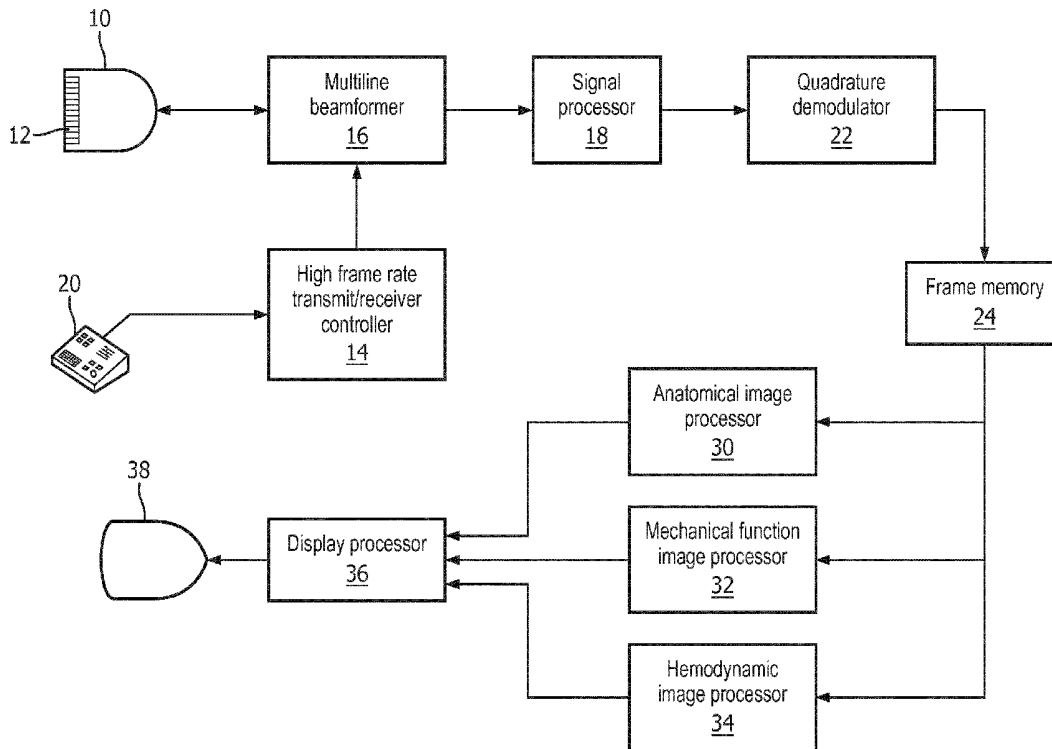 10
12
Multiline
beamformer
16
Signal
processor
18
Quadrature
demodulator
22
20
High frame rate
transmit/receiver
controller
14
Frame memory
24
Anatomical image
processor
30
38
Display processor
36
Mechanical function
image processor
32
Hemodynamic
image processor
34